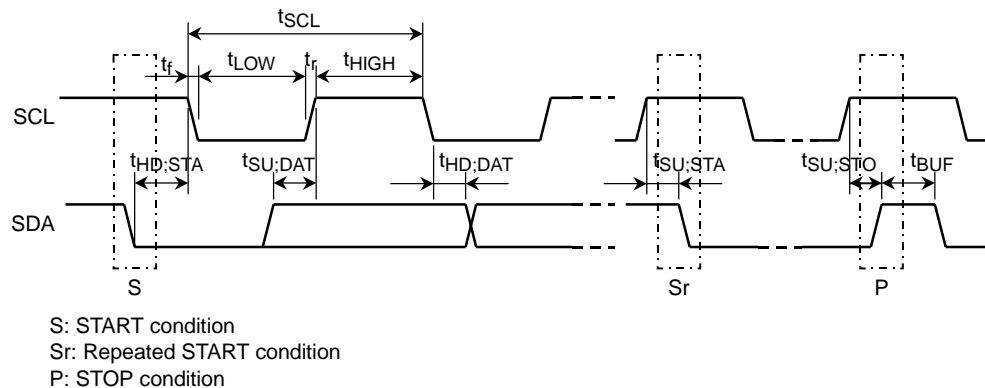 tSCL
tf tLOW tr tHIGH
SCL
tHD;STA tSU;DAT tHD;DAT tSU;STA tSU;STO tBUF
SDA
S Sr P
S: START condition
Sr: Repeated START condition
P: STOP condition